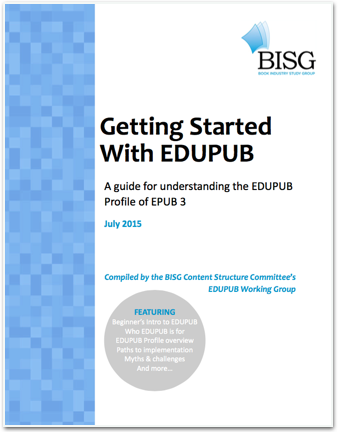 BISG
BOOK INDUSTRY STUDY GROUP
Getting Started
With EDUPUB
A guide for understanding the EDUPUB
Profile of EPUB 3
July 2015
Compiled by the BISG Content Structure Committee's
EDUPUB Working Group
FEATURING
Beginner's Intro to EDUPUB
Who EDUPUB is for
EDUPUB Profile overview
Paths to implementation
Myths & challenges
And more...